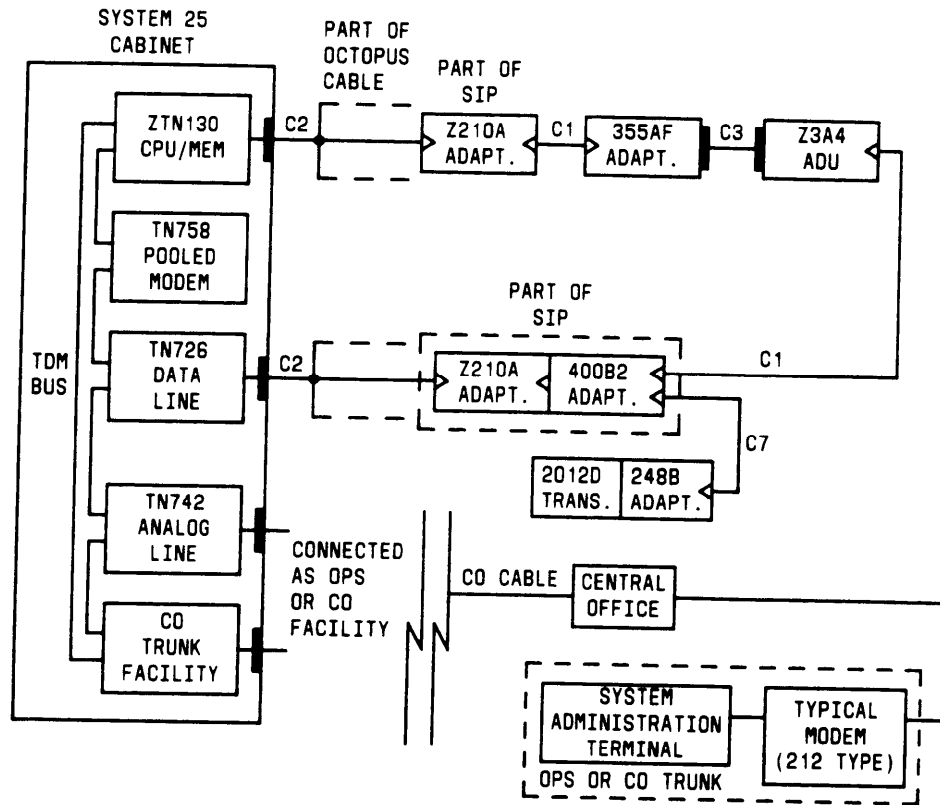 SYSTEM 25
CABINET
PART OF
OCTOPUS
CABLE
PART OF
SIP
ZTN130
CPU/MEM
C2
Z210A
ADAPT.
C1
355AF
ADAPT.
C3
Z3A4
ADU
TN758
POOLED
MODEM
PART OF
SIP
TDM
BUS
TN726
DATA
LINE
C2
Z210A
ADAPT.
400B2
ADAPT.
C1
C7
2012D
TRANS.
248B
ADAPT.
TN742
ANALOG
LINE
CONNECTED
AS OPS
OR CO
FACILITY
CO CABLE
CENTRAL
OFFICE
CO
TRUNK
FACILITY
SYSTEM
ADMINISTRATION
TERMINAL
TYPICAL
MODEM
(212 TYPE)
OPS OR CO TRUNK